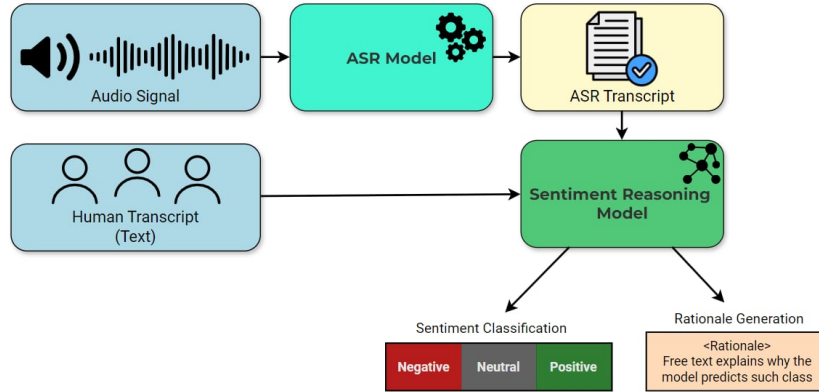 Audio Signal
ASR Model
ASR Transcript
Human Transcript
(Text)
Sentiment Reasoning
Model
Sentiment Classification
Negative
Neutral
Positive
Rationale Generation
<Rationale>
Free text explains why the
model predicts such class